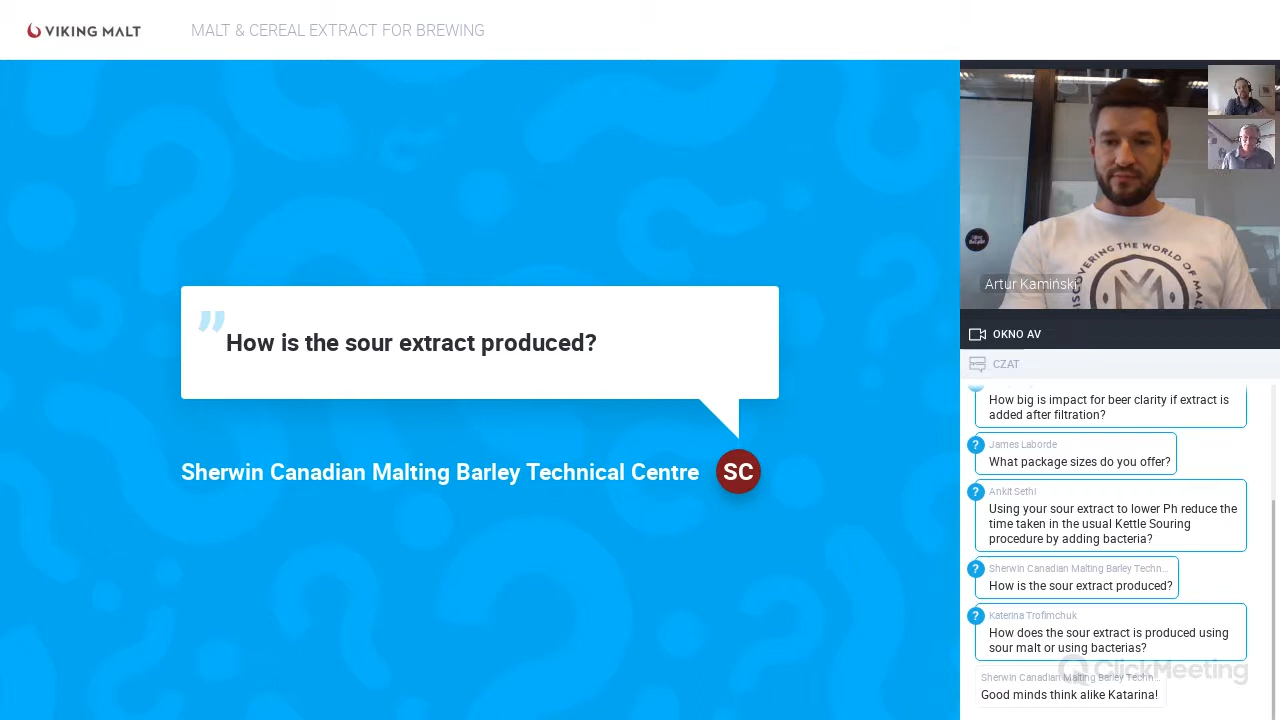 VIKING MALT
MALT & CEREAL EXTRACT FOR BREWING
"
How is the sour extract produced?
Sherwin Canadian Malting Barley Technical Centre
SC
DISCOVERING THE WORLD OF MALT
Artur Kamiński
OKNO AV
CZAT
How big is impact for beer clarity if extract is
added after filtration?
?
James Laborde
What package sizes do you offer?
?
Ankit Sethi
Using your sour extract to lower Ph reduce the
time taken in the usual Kettle Souring
procedure by adding bacteria?
?
Sherwin Canadian Malting Barley Techn...
How is the sour extract produced?
?
Katerina Trofimchuk
How does the sour extract is produced using
sour malt or using bacterias?
ClickMeeting
Sherwin Canadian Malting Barley Techn...
Good minds think alike Katarina!